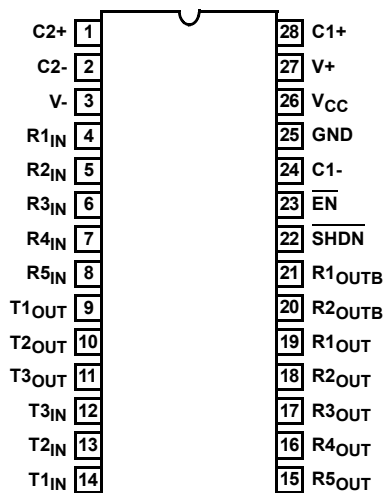 C2+ 1 28 C1+
C2- 2 27 V+
V- 3 26 VCC
R1IN 4 25 GND
R2IN 5 24 C1-
R3IN 6 23 EN
R4IN 7 22 SHDN
R5IN 8 21 R1OUTB
T1OUT 9 20 R2OUTB
T2OUT 10 19 R1OUT
T3OUT 11 18 R2OUT
T3IN 12 17 R3OUT
T2IN 13 16 R4OUT
T1IN 14 15 R5OUT